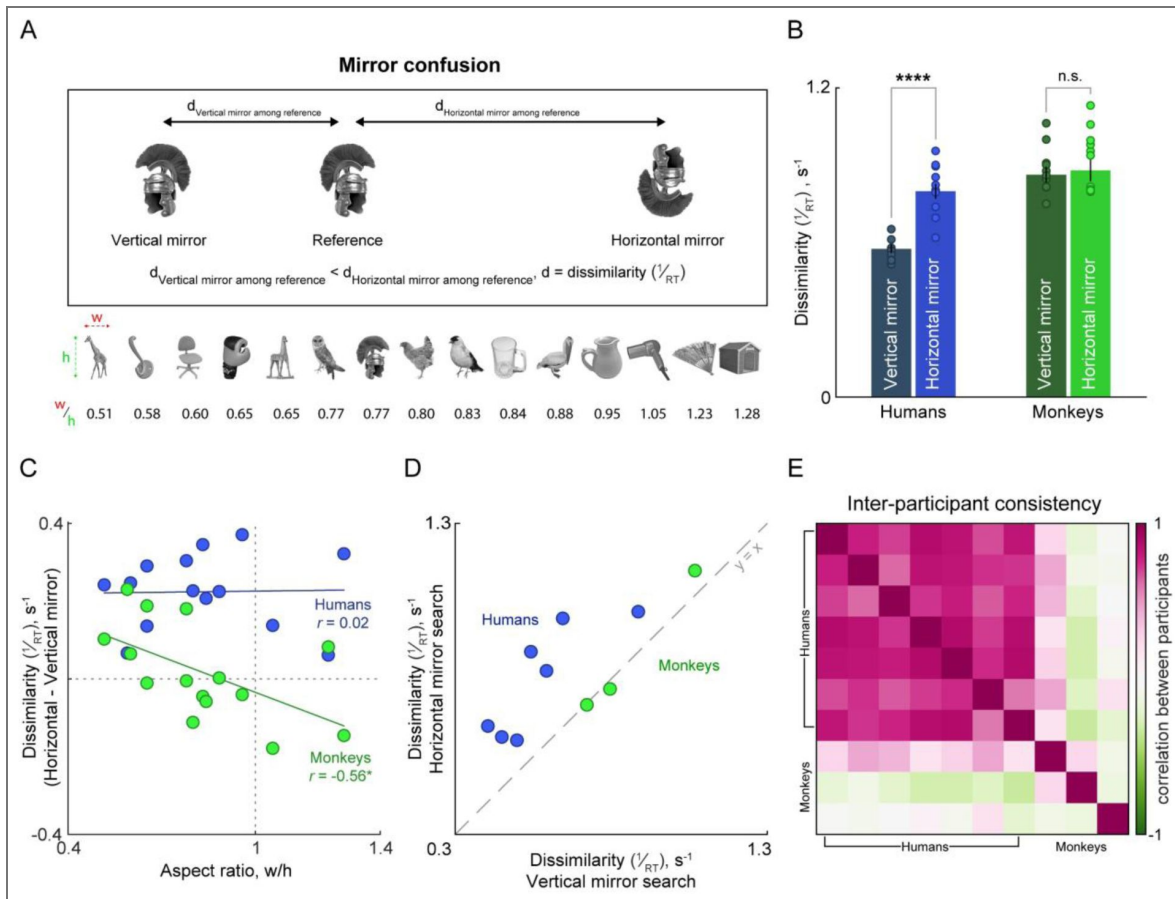 A
Mirror confusion
d Vertical mirror among reference
d Horizontal mirror among reference
Vertical mirror
Reference
Horizontal mirror
d Vertical mirror among reference < d Horizontal mirror among reference, d = dissimilarity (1/RT)
w
h
w/h 0.51 0.58 0.60 0.65 0.65 0.77 0.77 0.80 0.83 0.84 0.88 0.95 1.05 1.23 1.28
B
****
n.s.
1.2
0
Dissimilarity (1/RT) , s-1
Vertical mirror
Horizontal mirror
Vertical mirror
Horizontal mirror
Humans
Monkeys
C
0.4
-0.4
Dissimilarity (1/RT), s-1
(Horizontal - Vertical mirror)
Humans
r = 0.02
Monkeys
r = -0.56*
0.4
1
1.4
Aspect ratio, w/h
D
1.3
Dissimilarity (1/RT), s-1
Horizontal mirror search
Humans
Monkeys
y = x
0.3
1.3
Dissimilarity (1/RT), s-1
Vertical mirror search
E
Inter-participant consistency
Humans
Monkeys
Humans
Monkeys
1
-1
correlation between participants